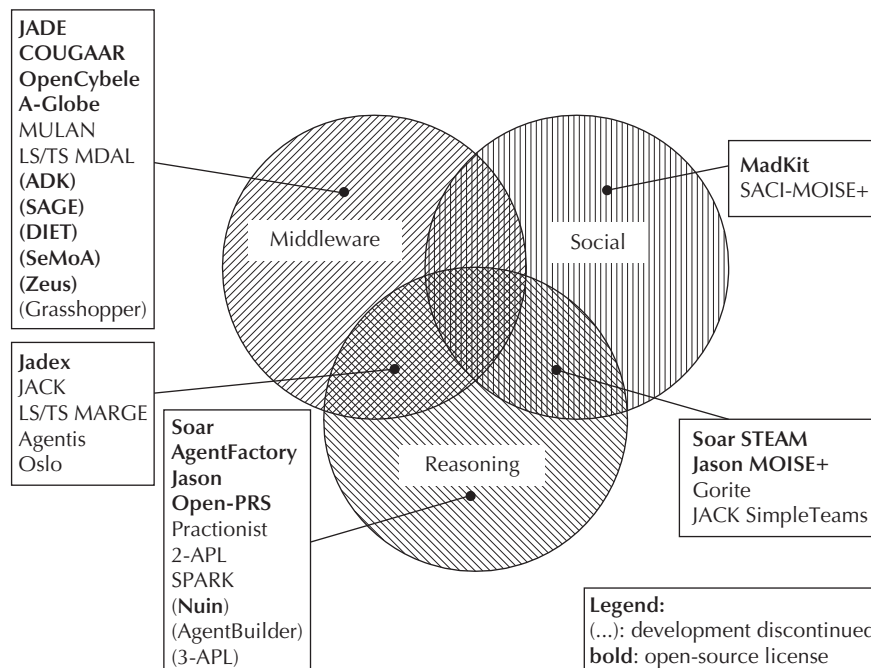 JADE
COUGAAR
OpenCybele
A-Globe
MULAN
LS/TS MDAL
(ADK)
(SAGE)
(DIET)
(SeMoA)
(Zeus)
(Grasshopper)
Middleware
Social
MadKit
SACI-MOISE+
Jadex
JACK
LS/TS MARGE
Agentis
Oslo
Soar
AgentFactory
Jason
Open-PRS
Practionist
2-APL
SPARK
(Nuin)
(AgentBuilder)
(3-APL)
Reasoning
Soar STEAM
Jason MOISE+
Gorite
JACK SimpleTeams
Legend:
(...): development discontinued
bold: open-source license